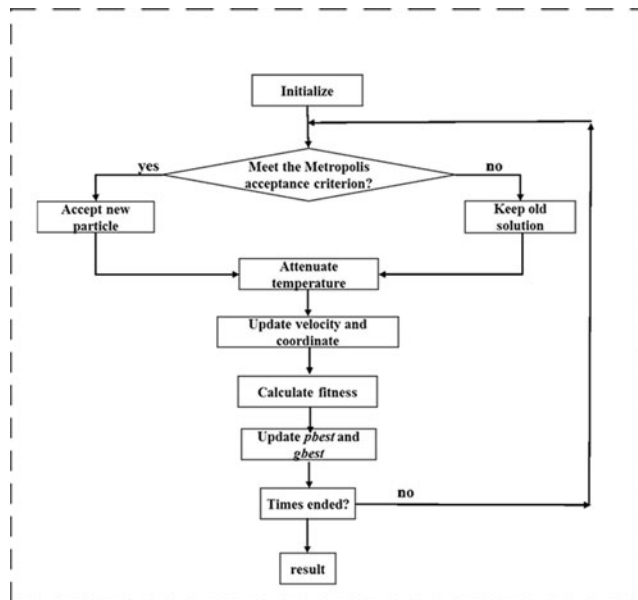 Initialize
yes
Meet the Metropolis
acceptance criterion?
no
Accept new
particle
Keep old
solution
Attenuate
temperature
Update velocity and
coordinate
Calculate fitness
Update pbest and
gbest
Times ended?
no
result